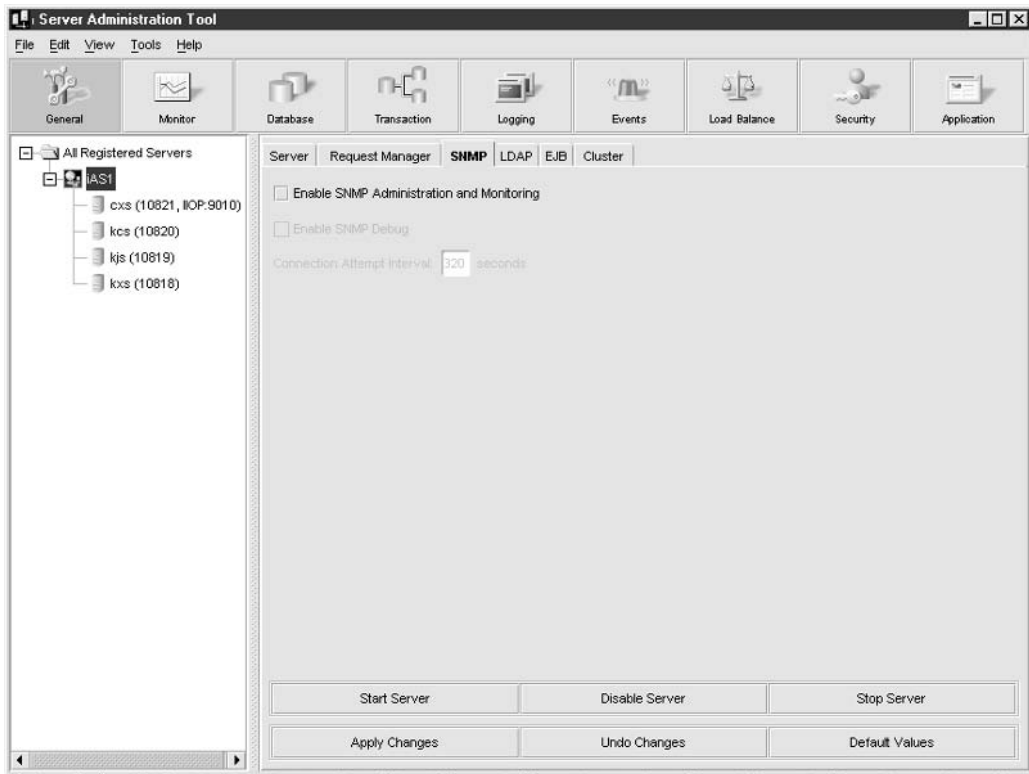 Server Administration Tool
File Edit View Tools Help
General Monitor Database Transaction Logging Events Load Balance Security Application
All Registered Servers
iAS1
cxs (10821, IIOP:9010)
kcs (10820)
kjs (10819)
kxs (10818)
Server Request Manager SNMP LDAP EJB Cluster
Enable SNMP Administration and Monitoring
Enable SNMP Debug
Connection Attempt Interval: 320 seconds
Start Server Disable Server Stop Server
Apply Changes Undo Changes Default Values